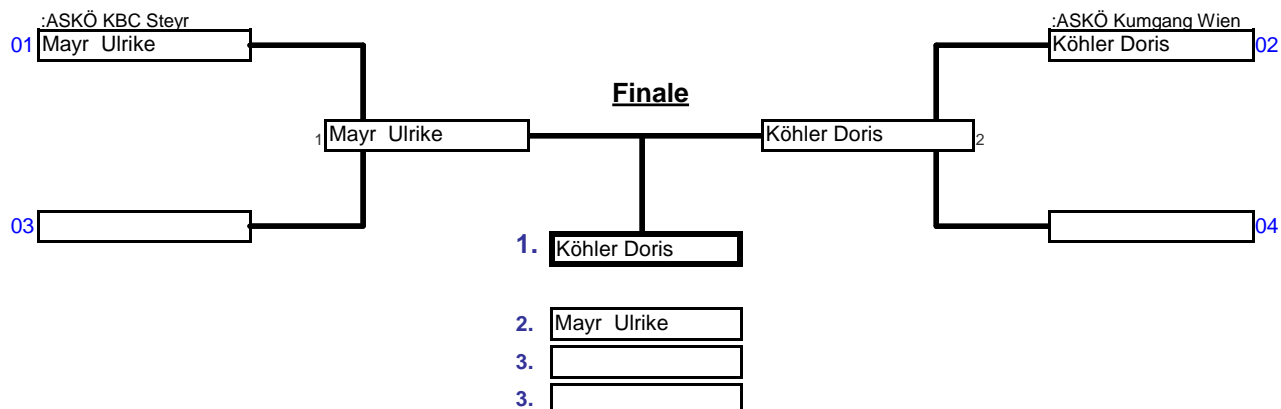 :ASKÖ KBC Steyr :ASKÖ Kumgang Wien
01 Mayr Ulrike Köhler Doris 02
Finale
1 Mayr Ulrike Köhler Doris 2
03 04
1. Köhler Doris
2. Mayr Ulrike
3.
3.